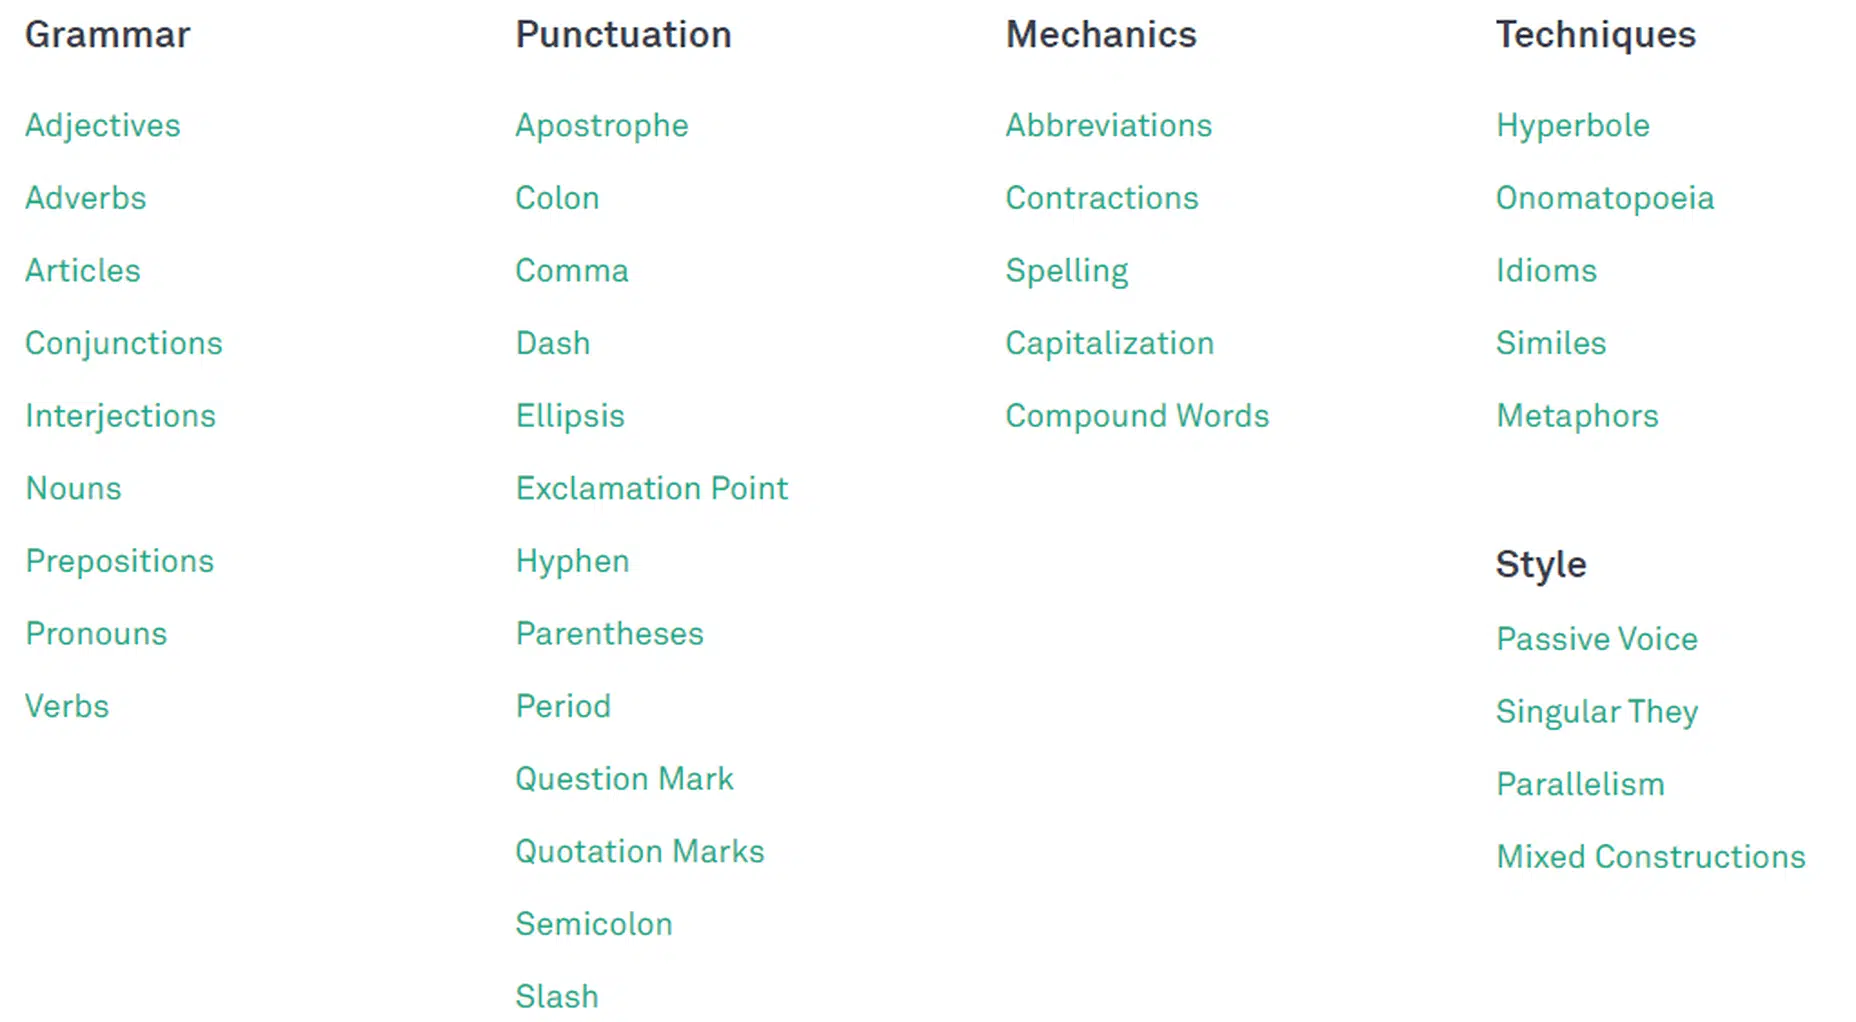 Grammar
Adjectives
Adverbs
Articles
Conjunctions
Interjections
Nouns
Prepositions
Pronouns
Verbs
Punctuation
Apostrophe
Colon
Comma
Dash
Ellipsis
Exclamation Point
Hyphen
Parentheses
Period
Question Mark
Quotation Marks
Semicolon
Slash
Mechanics
Abbreviations
Contractions
Spelling
Capitalization
Compound Words
Techniques
Hyperbole
Onomatopoeia
Idioms
Similes
Metaphors
Style
Passive Voice
Singular They
Parallelism
Mixed Constructions